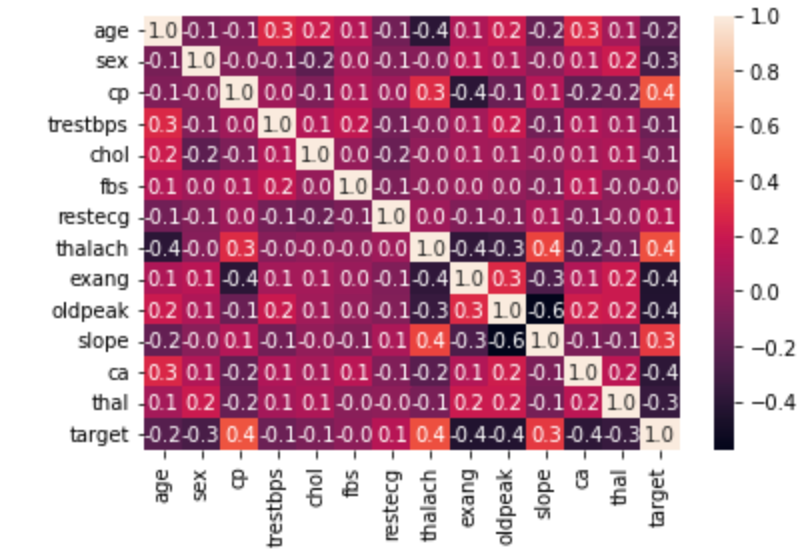 age 1.0 -0.1 -0.1 0.3 0.2 0.1 -0.1 -0.4 0.1 0.2 -0.2 0.3 0.1 -0.2
sex -0.1 1.0 -0.0 -0.1 -0.2 0.0 -0.1 -0.0 0.1 0.1 -0.0 0.1 0.2 -0.3
cp -0.1 -0.0 1.0 0.0 -0.1 0.1 0.0 0.3 -0.4 -0.1 0.1 -0.2 -0.2 0.4
trestbps 0.3 -0.1 0.0 1.0 0.1 0.2 -0.1 -0.0 0.1 0.2 -0.1 0.1 0.1 -0.1
chol 0.2 -0.2 -0.1 0.1 1.0 0.0 -0.2 -0.0 0.1 0.1 -0.0 0.1 0.1 -0.1
fbs 0.1 0.0 0.1 0.2 0.0 1.0 -0.1 -0.0 0.0 0.0 -0.1 0.1 -0.0 -0.0
restecg -0.1 -0.1 0.0 -0.1 -0.2 -0.1 1.0 0.0 -0.1 -0.1 0.1 -0.1 -0.0 0.1
thalach -0.4 -0.0 0.3 -0.0 -0.0 -0.0 0.0 1.0 -0.4 -0.3 0.4 -0.2 -0.1 0.4
exang 0.1 0.1 -0.4 0.1 0.1 0.0 -0.1 -0.4 1.0 0.3 -0.3 0.1 0.2 -0.4
oldpeak 0.2 0.1 -0.1 0.2 0.1 0.0 -0.1 -0.3 0.3 1.0 -0.6 0.2 0.2 -0.4
slope -0.2 -0.0 0.1 -0.1 -0.0 -0.1 0.1 0.4 -0.3 -0.6 1.0 -0.1 -0.1 0.3
ca 0.3 0.1 -0.2 0.1 0.1 0.1 -0.1 -0.2 0.1 0.2 -0.1 1.0 0.2 -0.4
thal 0.1 0.2 -0.2 0.1 0.1 -0.0 -0.0 -0.1 0.2 0.2 -0.1 0.2 1.0 -0.3
target -0.2 -0.3 0.4 -0.1 -0.1 -0.0 0.1 0.4 -0.4 -0.4 0.3 -0.4 -0.3 1.0
age sex cp trestbps chol fbs restecg thalach exang oldpeak slope ca thal target
1.0
0.8
0.6
0.4
0.2
0.0
−0.2
−0.4